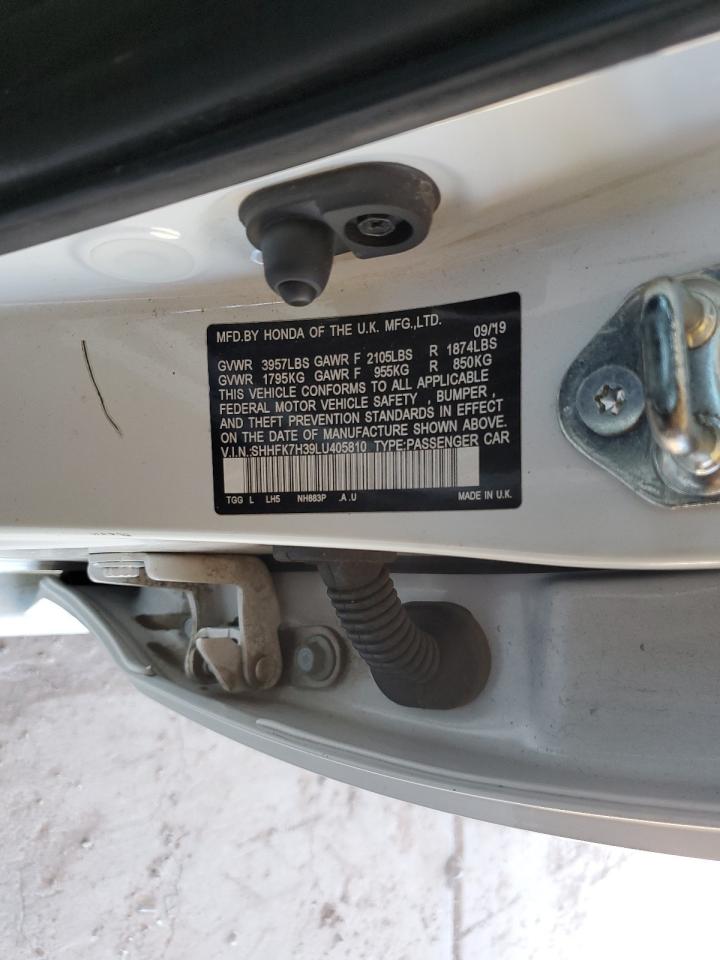 MFD.BY HONDA OF THE U.K. MFG.,LTD. 09/19
GVWR 3957LBS GAWR F 2105LBS R 1874LBS
GVWR 1795KG GAWR F 955KG R 850KG
THIS VEHICLE CONFORMS TO ALL APPLICABLE
FEDERAL MOTOR VEHICLE SAFETY , BUMPER ,
AND THEFT PREVENTION STANDARDS IN EFFECT
ON THE DATE OF MANUFACTURE SHOWN ABOVE.
V.I.N.:SHHFK7H39LU405810 TYPE:PASSENGER CAR
TGG L LH5 NH883P .A .U MADE IN U.K.